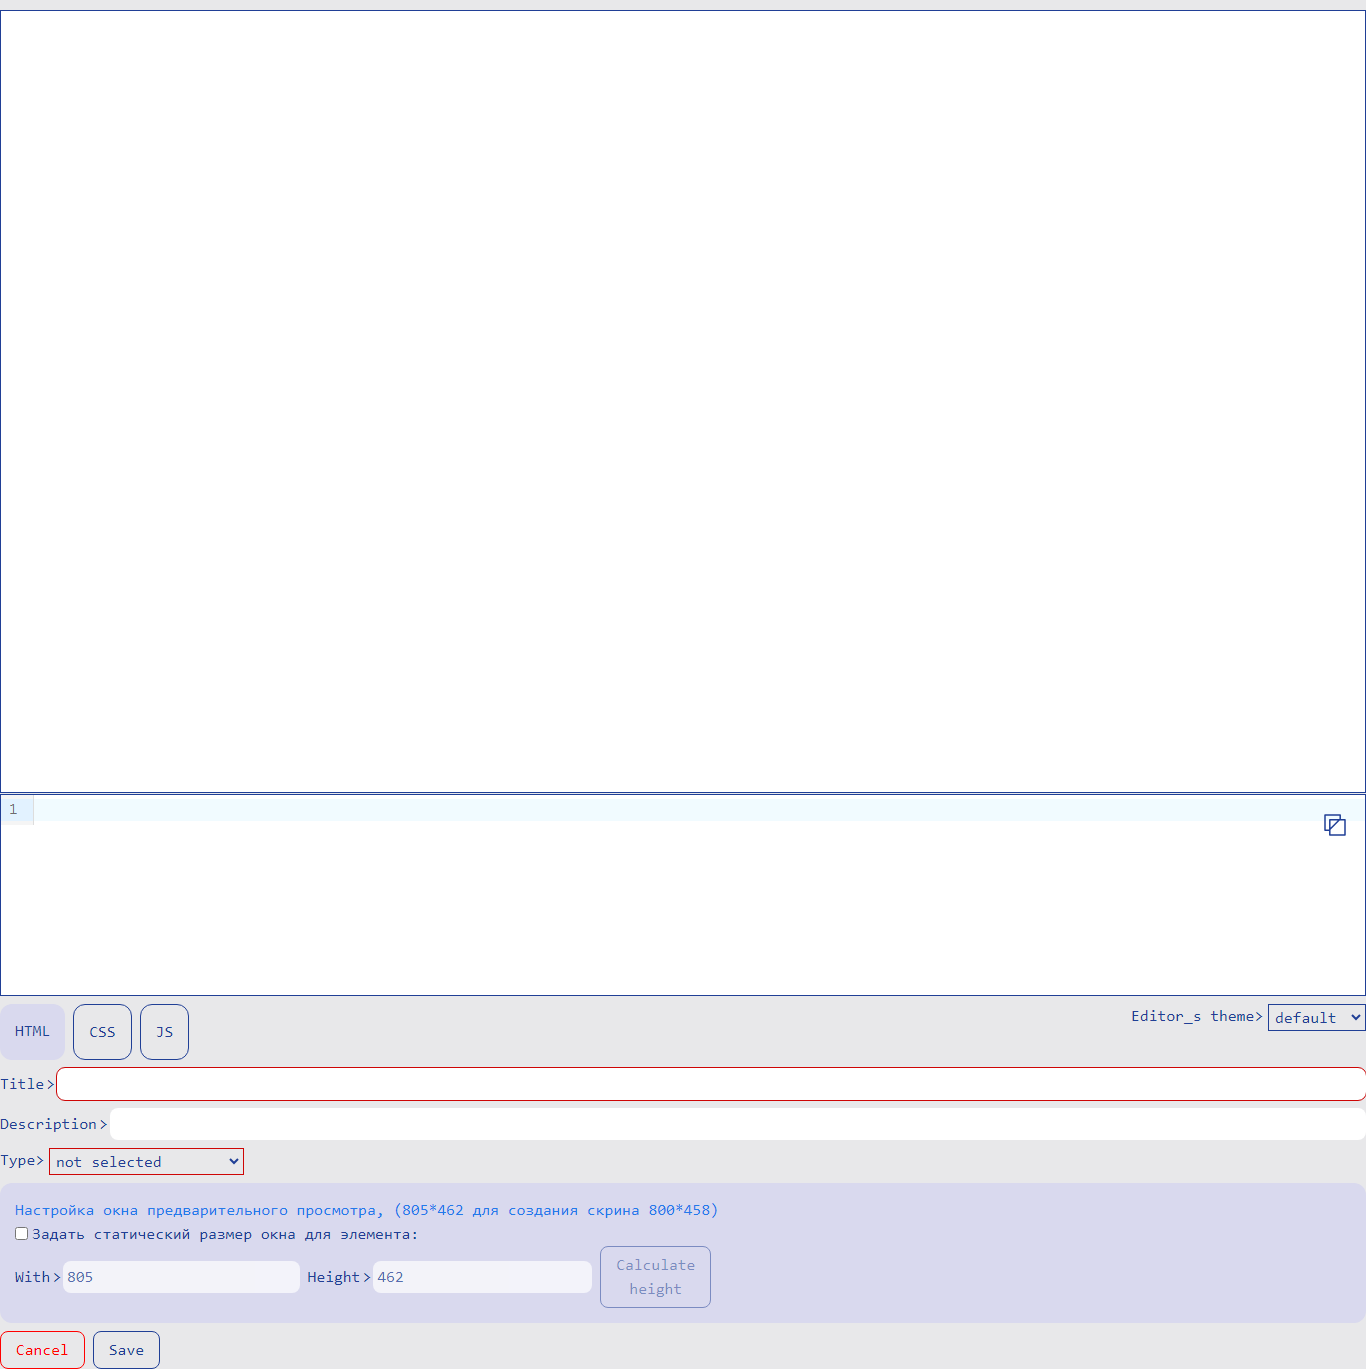 1
HTML CSS JS Editor_s theme> default
Title>
Description>
Type> not selected
Настройка окна предварительного просмотра, (805*462 для создания скрина 800*458)
Задать статический размер окна для элемента:
With> 805 Height> 462 Calculate
height
Cancel Save